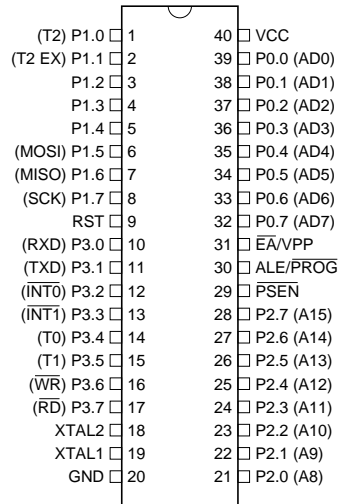 (T2) P1.0 1 40 VCC
(T2 EX) P1.1 2 39 P0.0 (AD0)
P1.2 3 38 P0.1 (AD1)
P1.3 4 37 P0.2 (AD2)
P1.4 5 36 P0.3 (AD3)
(MOSI) P1.5 6 35 P0.4 (AD4)
(MISO) P1.6 7 34 P0.5 (AD5)
(SCK) P1.7 8 33 P0.6 (AD6)
RST 9 32 P0.7 (AD7)
(RXD) P3.0 10 31 E̅A̅/VPP
(TXD) P3.1 11 30 ALE/P̅R̅O̅G̅
(I̅N̅T̅0̅) P3.2 12 29 P̅S̅E̅N̅
(I̅N̅T̅1̅) P3.3 13 28 P2.7 (A15)
(T0) P3.4 14 27 P2.6 (A14)
(T1) P3.5 15 26 P2.5 (A13)
(W̅R̅) P3.6 16 25 P2.4 (A12)
(R̅D̅) P3.7 17 24 P2.3 (A11)
XTAL2 18 23 P2.2 (A10)
XTAL1 19 22 P2.1 (A9)
GND 20 21 P2.0 (A8)